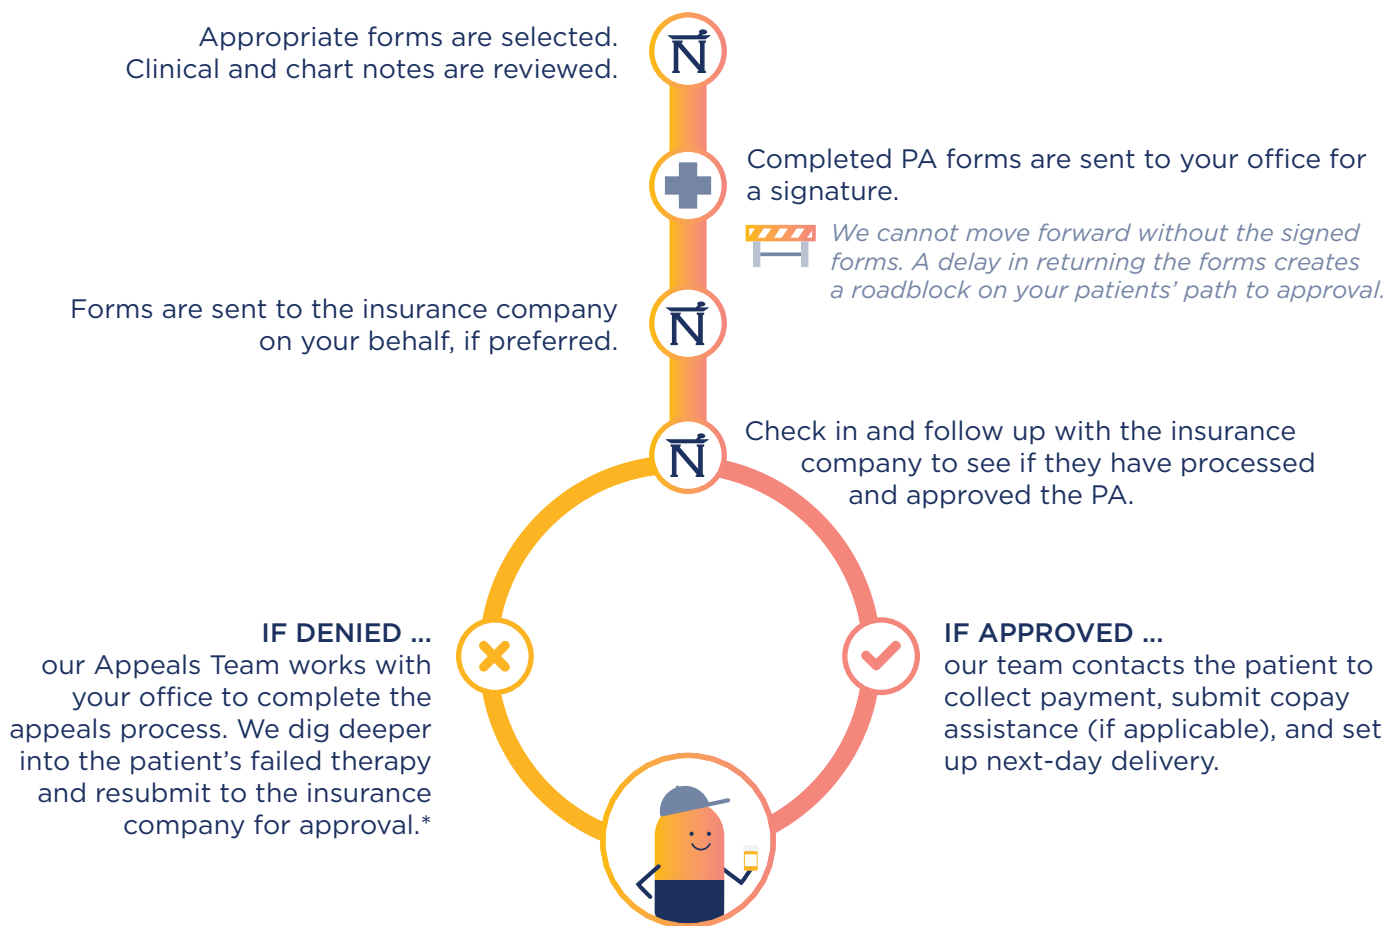 Appropriate forms are selected.
Clinical and chart notes are reviewed.
Completed PA forms are sent to your office for
a signature.
We cannot move forward without the signed
forms. A delay in returning the forms creates
a roadblock on your patients’ path to approval.
Forms are sent to the insurance company
on your behalf, if preferred.
Check in and follow up with the insurance
company to see if they have processed
and approved the PA.
IF DENIED ...
our Appeals Team works with
your office to complete the
appeals process. We dig deeper
into the patient’s failed therapy
and resubmit to the insurance
company for approval.*
IF APPROVED ...
our team contacts the patient to
collect payment, submit copay
assistance (if applicable), and set
up next-day delivery.